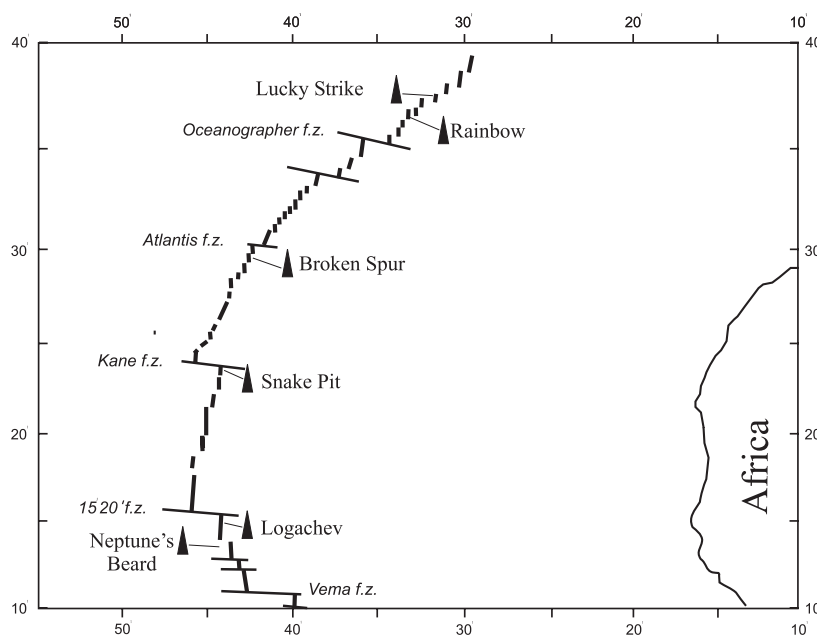 50′ 40′ 30′ 20′ 10′
40′ 40
Lucky Strike
Oceanographer f.z.
Rainbow
Atlantis f.z.
30′ 30
Broken Spur
Kane f.z.
Snake Pit
20′ 20
Africa
15′20′f.z.
Logachev
Neptune's
Beard
Vema f.z.
10′ 10
50′ 40′ 30′ 20′ 10′